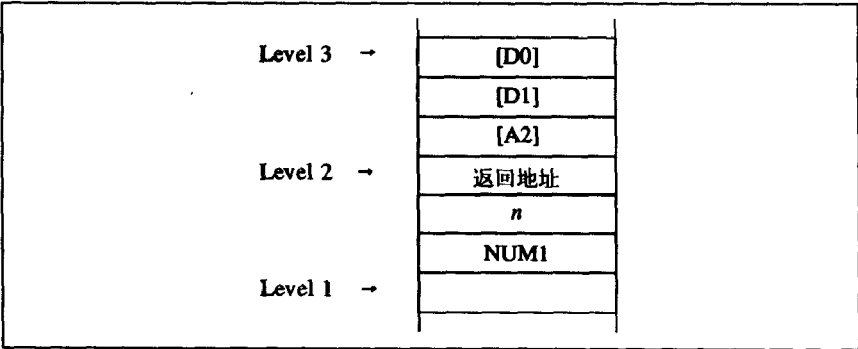 Level 3 → [D0]
[D1]
[A2]
Level 2 → 返回地址
n
NUM1
Level 1 →